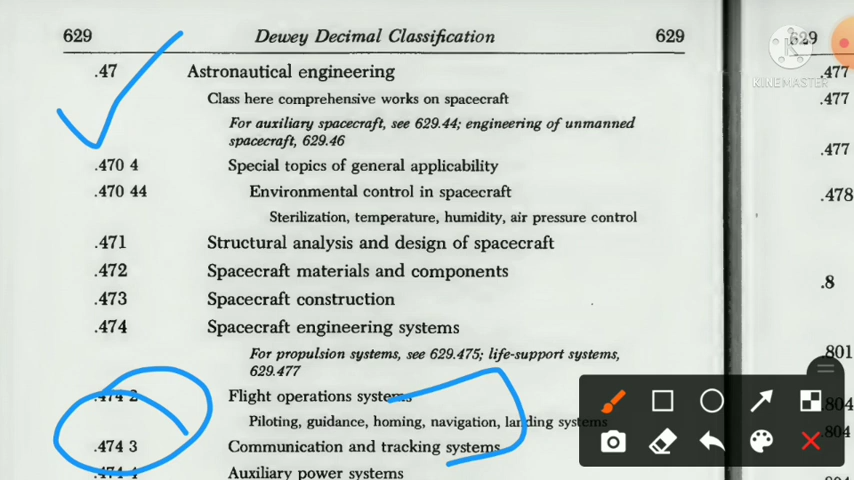 629 Dewey Decimal Classification 629
.47 Astronautical engineering
Class here comprehensive works on spacecraft
For auxiliary spacecraft, see 629.44; engineering of unmanned
spacecraft, 629.46
.470 4 Special topics of general applicability
.470 44 Environmental control in spacecraft
Sterilization, temperature, humidity, air pressure control
.471 Structural analysis and design of spacecraft
.472 Spacecraft materials and components
.473 Spacecraft construction
.474 Spacecraft engineering systems
For propulsion systems, see 629.475; life-support systems,
629.477
.474 2 Flight operations systems
Piloting, guidance, homing, navigation, landing systems
.474 3 Communication and tracking systems
.474 4 Auxiliary power systems
629
KINEMASTER
.477
.477
.477
.478
.8
.801
.804
.804